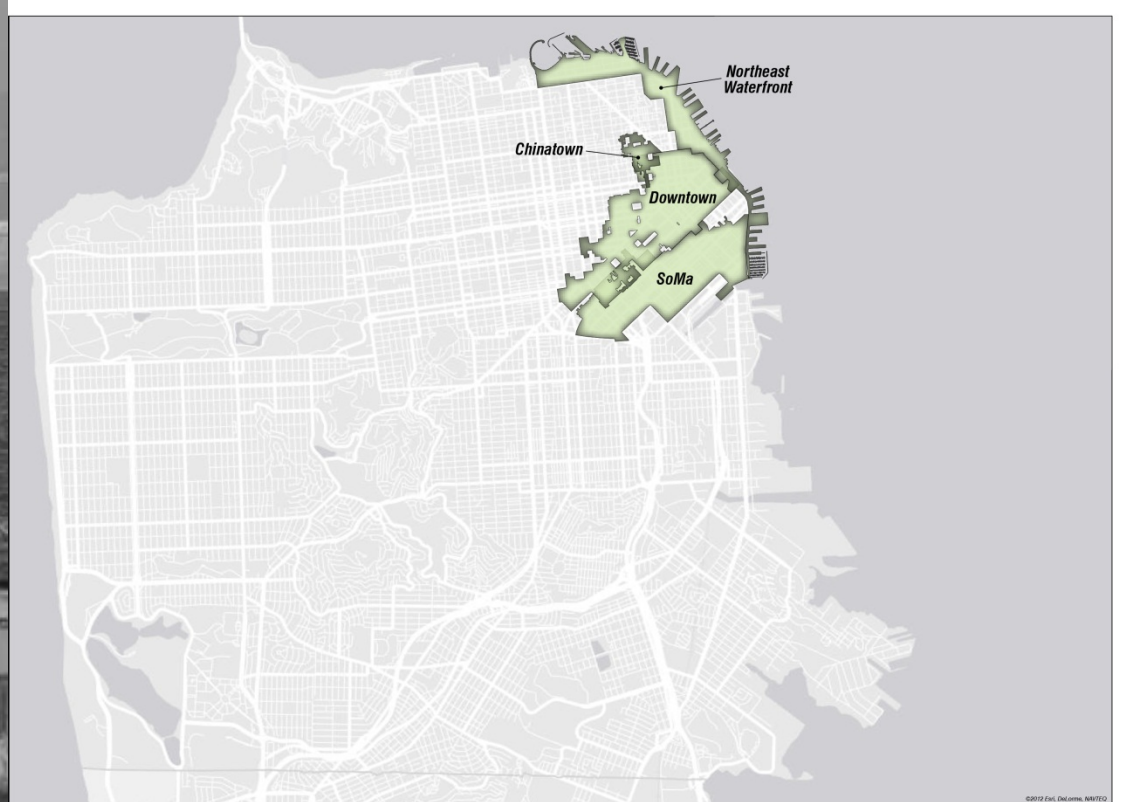 Northeast
Waterfront
Chinatown
Downtown
SoMa
©2012 Esri, DeLorme, NAVTEQ